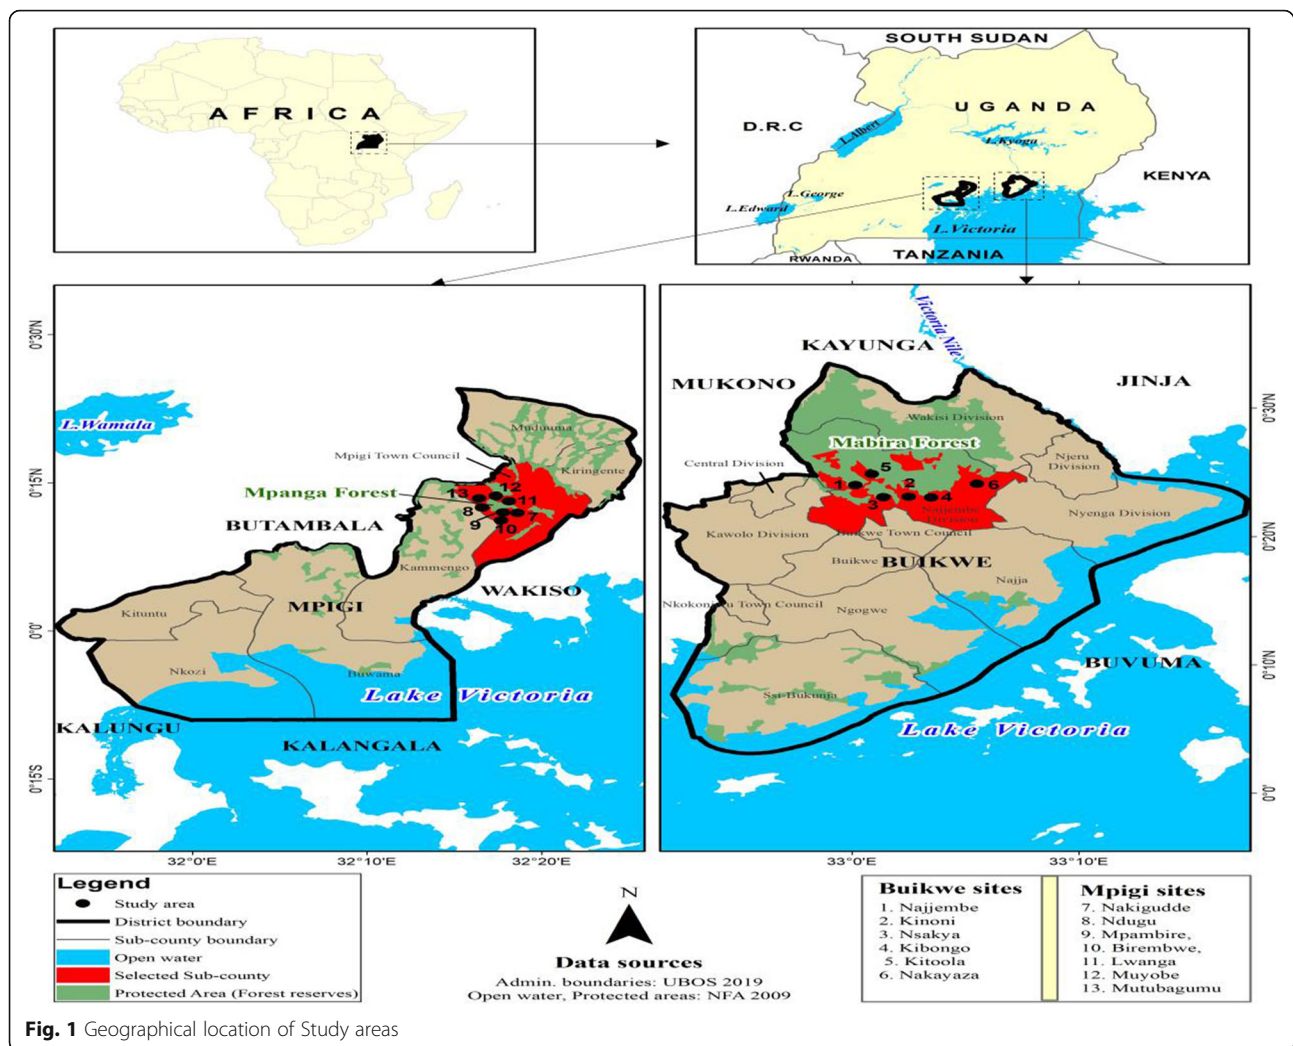 AFRICA
SOUTH SUDAN
UGANDA
D.R.C
L.Albert
L.Kyoga
KENYA
L.George
L.Edward
L.Victoria
RWANDA
TANZANIA
0°30'N
0°15'N
0°0'
0°15'S
L.Wamala
Muduuma
Mpigi Town Council
Kiringente
Mpanga Forest
13
12
11
8
7
9
10
BUTAMBALA
Kammengo
WAKISO
MPIGI
Kituntu
Nkozi
Buwama
Lake Victoria
KALUNGU
KALANGALA
32°0'E
32°10'E
32°20'E
Victoria Nile
KAYUNGA
MUKONO
JINJA
Wakisi Division
Mabira Forest
Central Division
Njeru
Division
5
1
2
6
3
4
Najjembe
Division
Nyenga Division
Kawolo Division
Buikwe Town Council
Buikwe
BUIKWE
Najja
Town Council
Ngogwe
BUVUMA
Ssi-Bukunja
Lake Victoria
0°30'N
0°20'N
0°10'N
0°0'
33°0'E
33°10'E
Legend
Study area
District boundary
Sub-county boundary
Open water
Selected Sub-county
Protected Area (Forest reserves)
N
Data sources
Admin. boundaries: UBOS 2019
Open water, Protected areas: NFA 2009
Buikwe sites
1. Najjembe
2. Kinoni
3. Nsakya
4. Kibongo
5. Kitoola
6. Nakayaza
Mpigi sites
7. Nakigudde
8. Ndugu
9. Mpambire,
10. Birembwe,
11. Lwanga
12. Muyobe
13. Mutubagumu
Fig. 1 Geographical location of Study areas